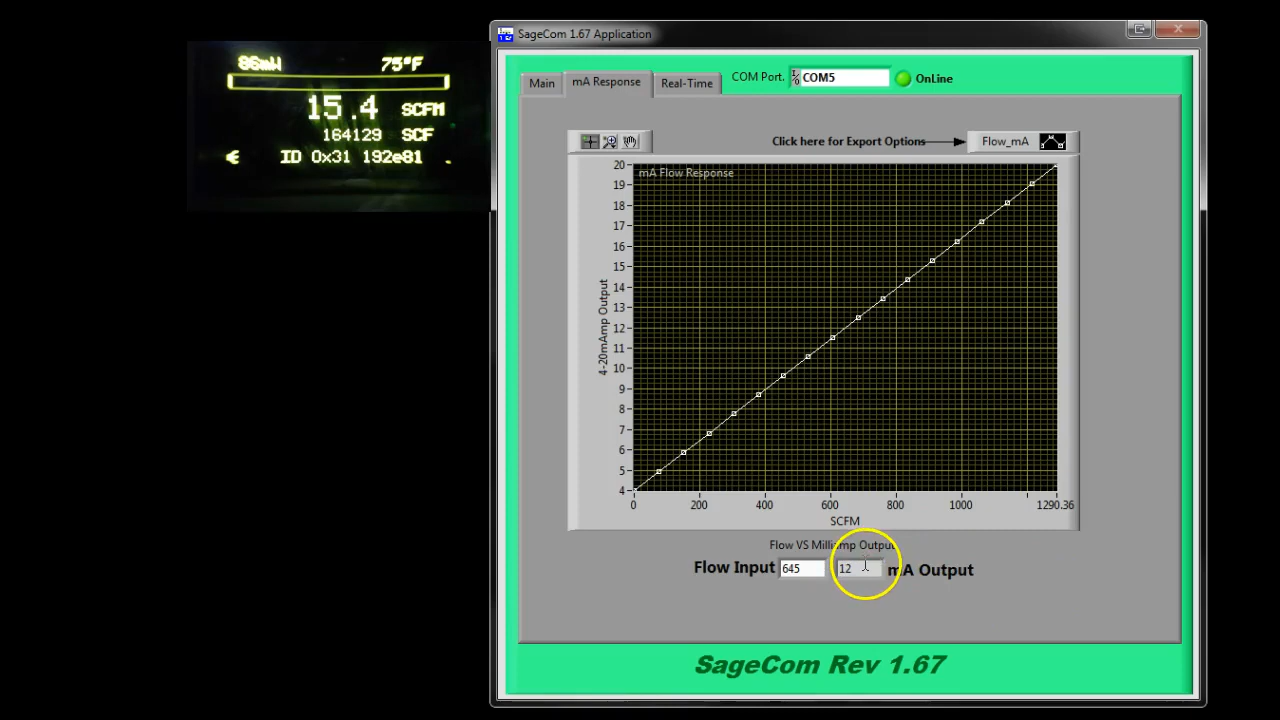 86mW 75°F
15.4 SCFM
164129 SCF
ID 0x31 192e81
SageCom 1.67 Application
Main mA Response Real-Time COM Port. COM5 OnLine
Click here for Export Options Flow_mA
mA Flow Response
4-20mAmp Output
20
19
18
17
16
15
14
13
12
11
10
9
8
7
6
5
4
0 200 400 600 800 1000 1290.36
SCFM
Flow VS Milliamp Output
Flow Input 645 12 mA Output
SageCom Rev 1.67